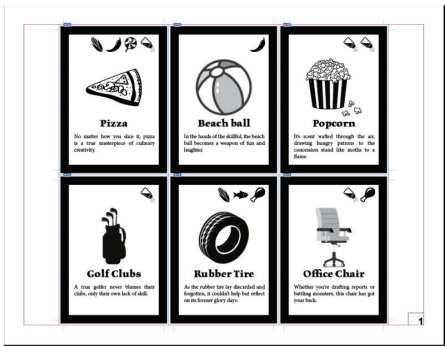 Pizza
No matter how you slice it, pizza
is a true masterpiece of culinary
creativity.
Beach ball
In the hands of the skillful, the beach
ball becomes a weapon of fun and
laughter.
Popcorn
It's scent wafted through the air,
drawing hungry patrons to the
concession stand like moths to a
flame.
Golf Clubs
A true golfer never blames their
clubs, only their own lack of skill.
Rubber Tire
As the rubber tire lay discarded and
forgotten, it couldn't help but reflect
on its former glory days.
Office Chair
Whether you're drafting reports or
battling monsters, this chair has got
your back.
1